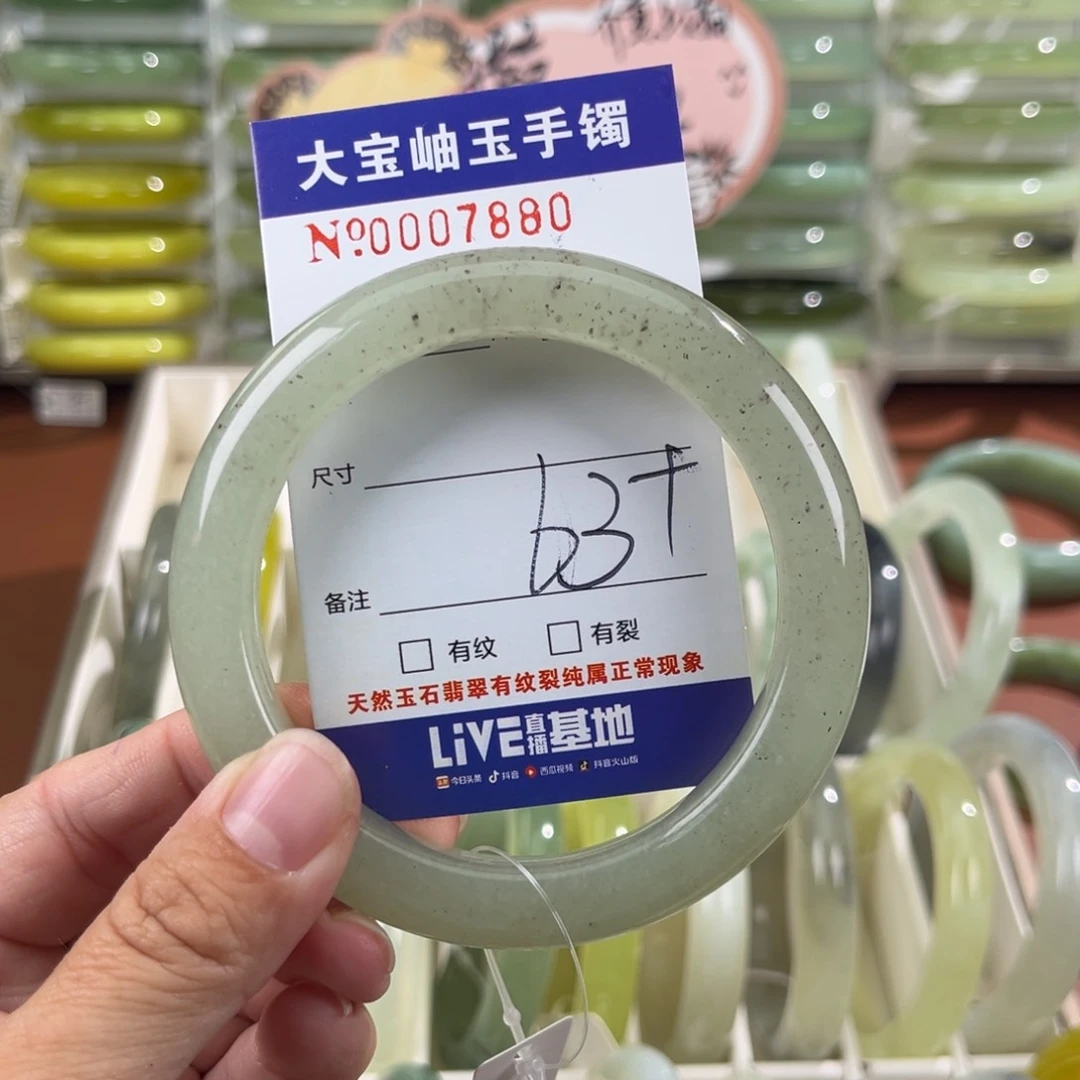 大宝岫玉手镯
Nº:0007880
尺寸
63+
备注
□ 有纹 □ 有裂
天然玉石翡翠有纹裂纯属正常现象
LiVE直播基地
今日头条 抖音 西瓜视频 抖音火山版